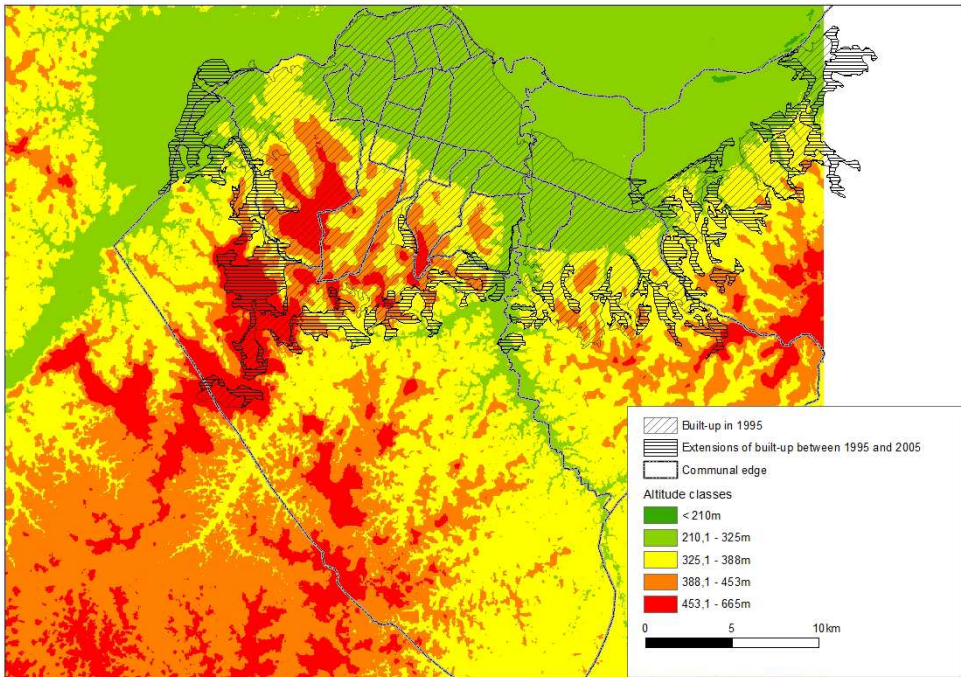 Built-up in 1995
Extensions of built-up between 1995 and 2005
Communal edge
Altitude classes
< 210m
210,1 - 325m
325,1 - 388m
388,1 - 453m
453,1 - 665m
0 5 10km